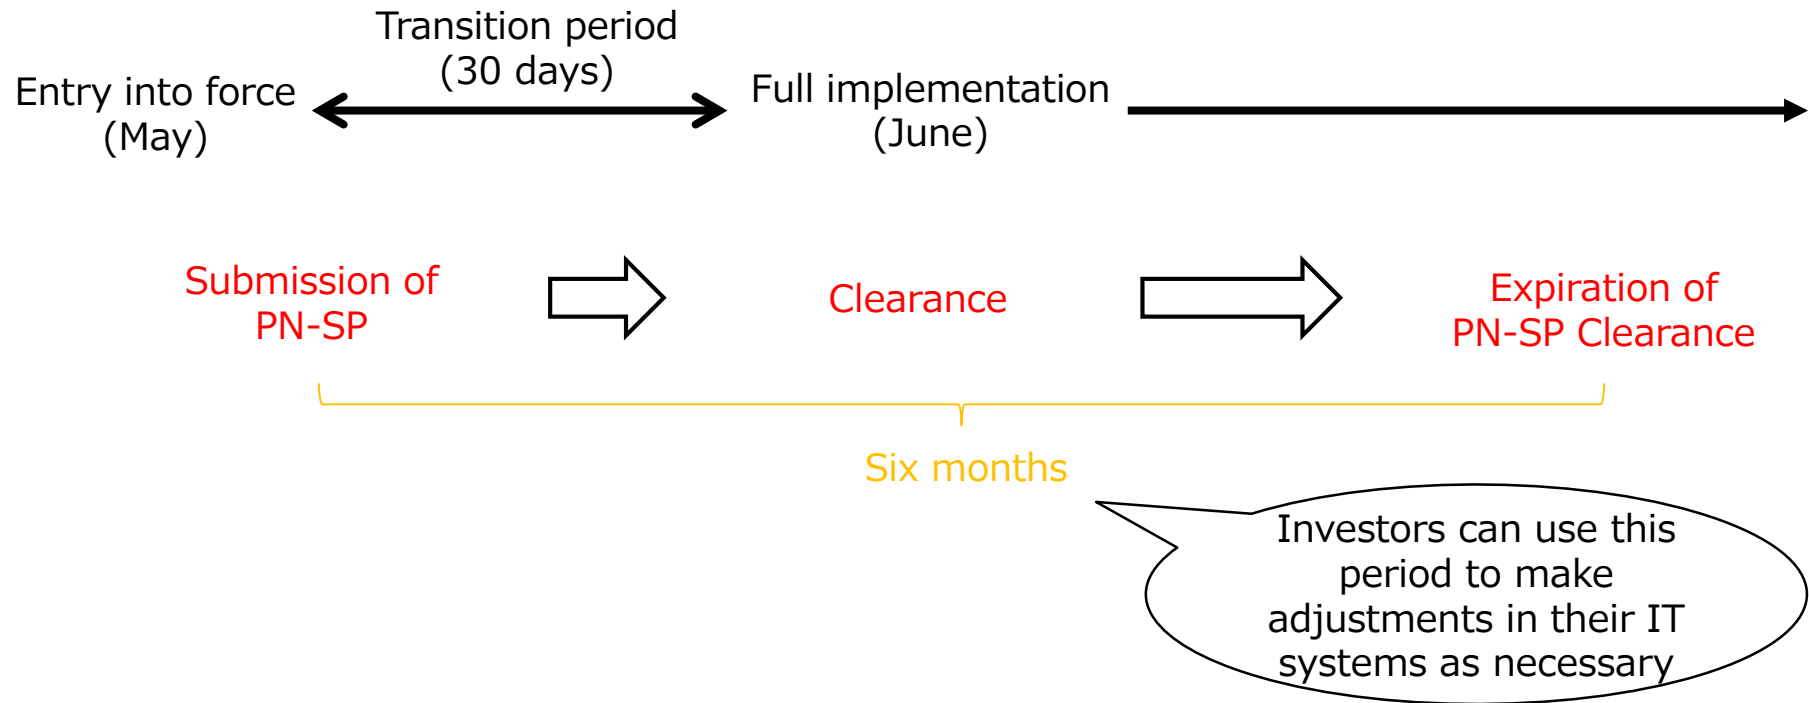 Transition period
(30 days)
Entry into force
(May)
Full implementation
(June)
Submission of
PN-SP
Clearance
Expiration of
PN-SP Clearance
Six months
Investors can use this
period to make
adjustments in their IT
systems as necessary